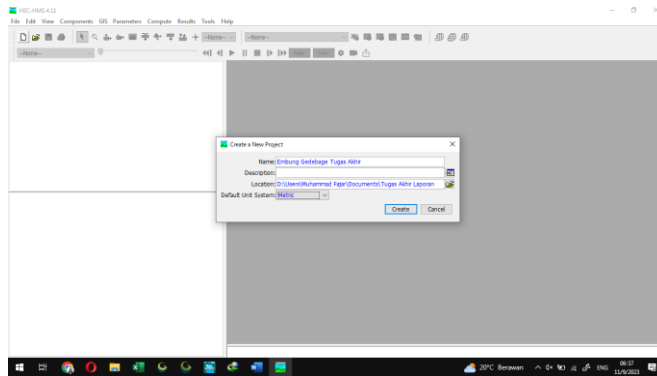 HEC-HMS 4.11
File Edit View Components GIS Parameters Compute Results Tools Help
--None-- --None--
--None--
Create a New Project
Name: Embung Gedebage Tugas Akhir
Description:
Location: D:\Users\Muhammad Fajar\Documents\Tugas Akhir Laporan
Default Unit System: Metric
Create Cancel
20°C Berawan ENG 06:37
11/9/2023